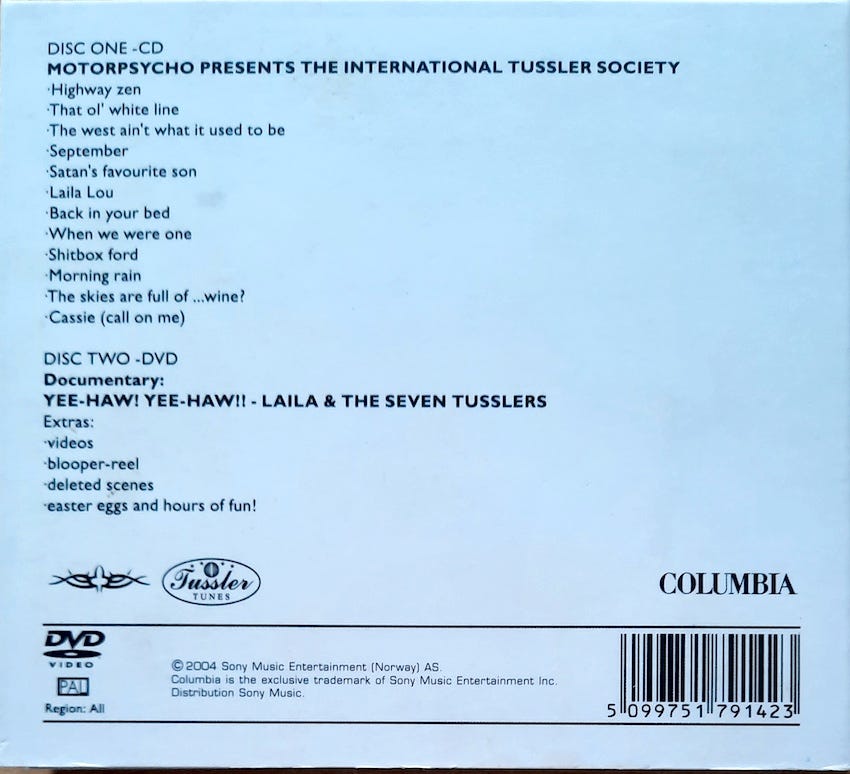 DISC ONE -CD
MOTORPSYCHO PRESENTS THE INTERNATIONAL TUSSLER SOCIETY
·Highway zen
·That ol' white line
·The west ain't what it used to be
·September
·Satan's favourite son
·Laila Lou
·Back in your bed
·When we were one
·Shitbox ford
·Morning rain
·The skies are full of ...wine?
·Cassie (call on me)
DISC TWO -DVD
Documentary:
YEE-HAW! YEE-HAW!! - LAILA & THE SEVEN TUSSLERS
Extras:
·videos
·blooper-reel
·deleted scenes
·easter eggs and hours of fun!
Tussler
TUNES
COLUMBIA
DVD
VIDEO
PAL
Region: All
©2004 Sony Music Entertainment (Norway) AS.
Columbia is the exclusive trademark of Sony Music Entertainment Inc.
Distribution Sony Music.
5 099751 791423